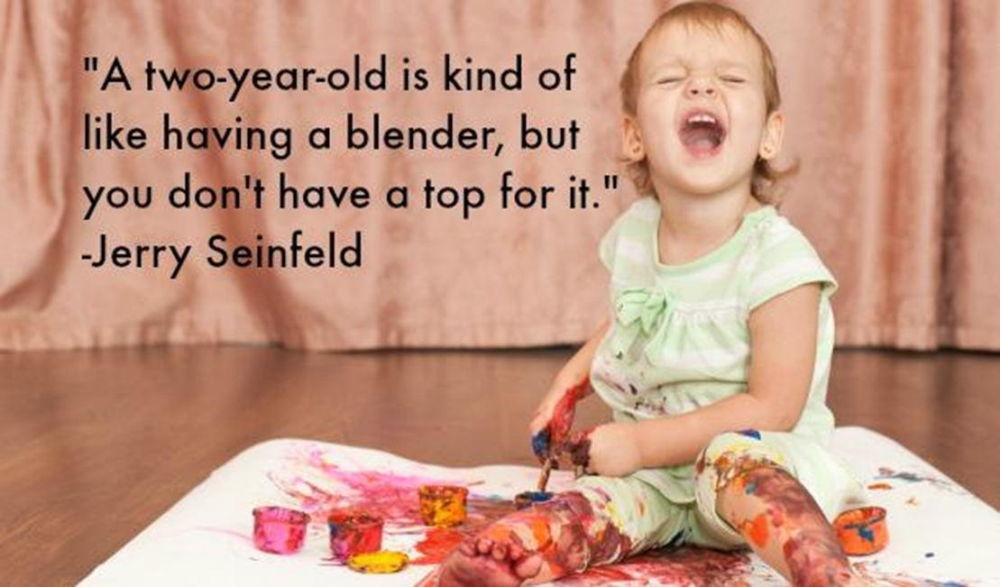 "A two-year-old is kind of
like having a blender, but
you don't have a top for it."
-Jerry Seinfeld